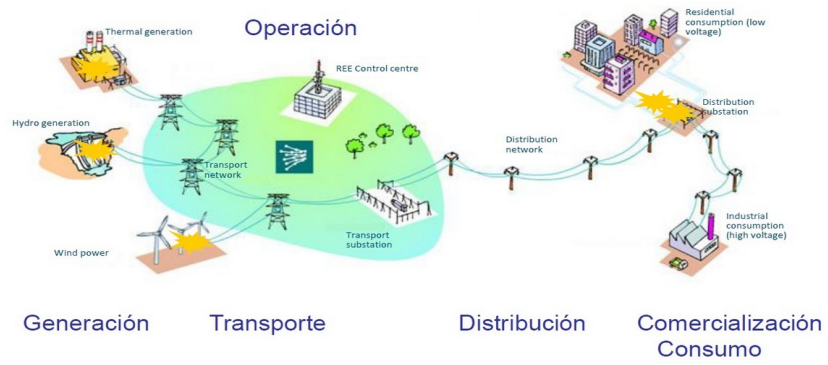 Operación
Thermal generation
REE Control centre
Residential
consumption (low
voltage)
Hydro generation
Transport
network
Distribution
network
Distribution
substation
Wind power
Transport
substation
Industrial
consumption
(high voltage)
Generación
Transporte
Distribución
Comercialización
Consumo